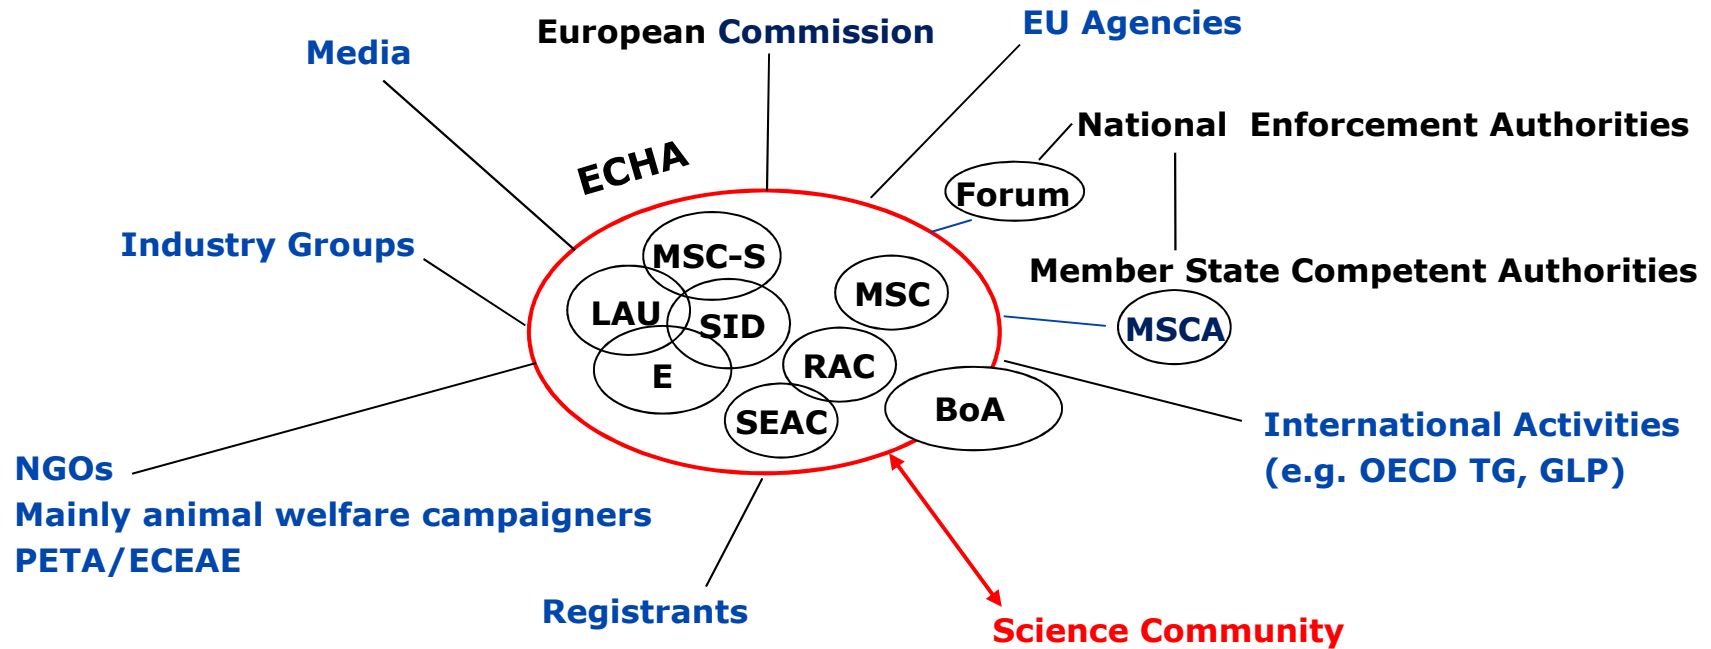 EU Agencies
European Commission
Media
National Enforcement Authorities
ECHA
Forum
Industry Groups
MSC-S
Member State Competent Authorities
MSC
LAU
SID
MSCA
RAC
E
BoA
SEAC
International Activities
(e.g. OECD TG, GLP)
NGOs
Mainly animal welfare campaigners
PETA/ECEAE
Registrants
Science Community